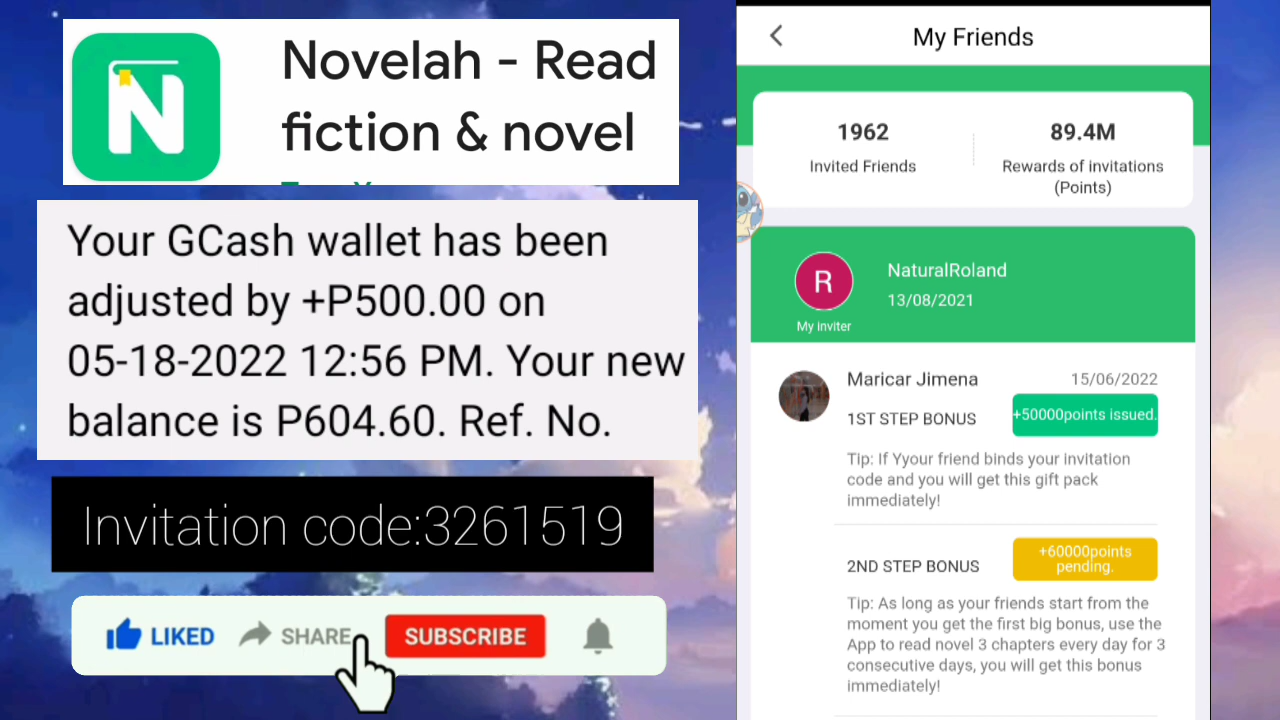 N
Novelah - Read
fiction & novel
Your GCash wallet has been
adjusted by +P500.00 on
05-18-2022 12:56 PM. Your new
balance is P604.60. Ref. No.
Invitation code:3261519
LIKED
SHARE
SUBSCRIBE
My Friends
1962
Invited Friends
89.4M
Rewards of invitations
(Points)
R
My inviter
NaturalRoland
13/08/2021
Maricar Jimena
15/06/2022
1ST STEP BONUS
+50000points issued.
Tip: If Yyour friend binds your invitation
code and you will get this gift pack
immediately!
2ND STEP BONUS
+60000points
pending.
Tip: As long as your friends start from the
moment you get the first big bonus, use the
App to read novel 3 chapters every day for 3
consecutive days, you will get this bonus
immediately!